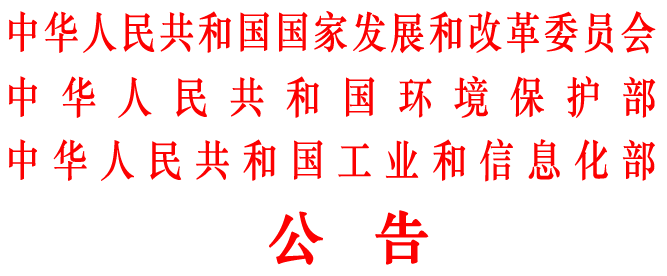 中华人民共和国国家发展和改革委员会
中华人民共和国环境保护部
中华人民共和国工业和信息化部
公告